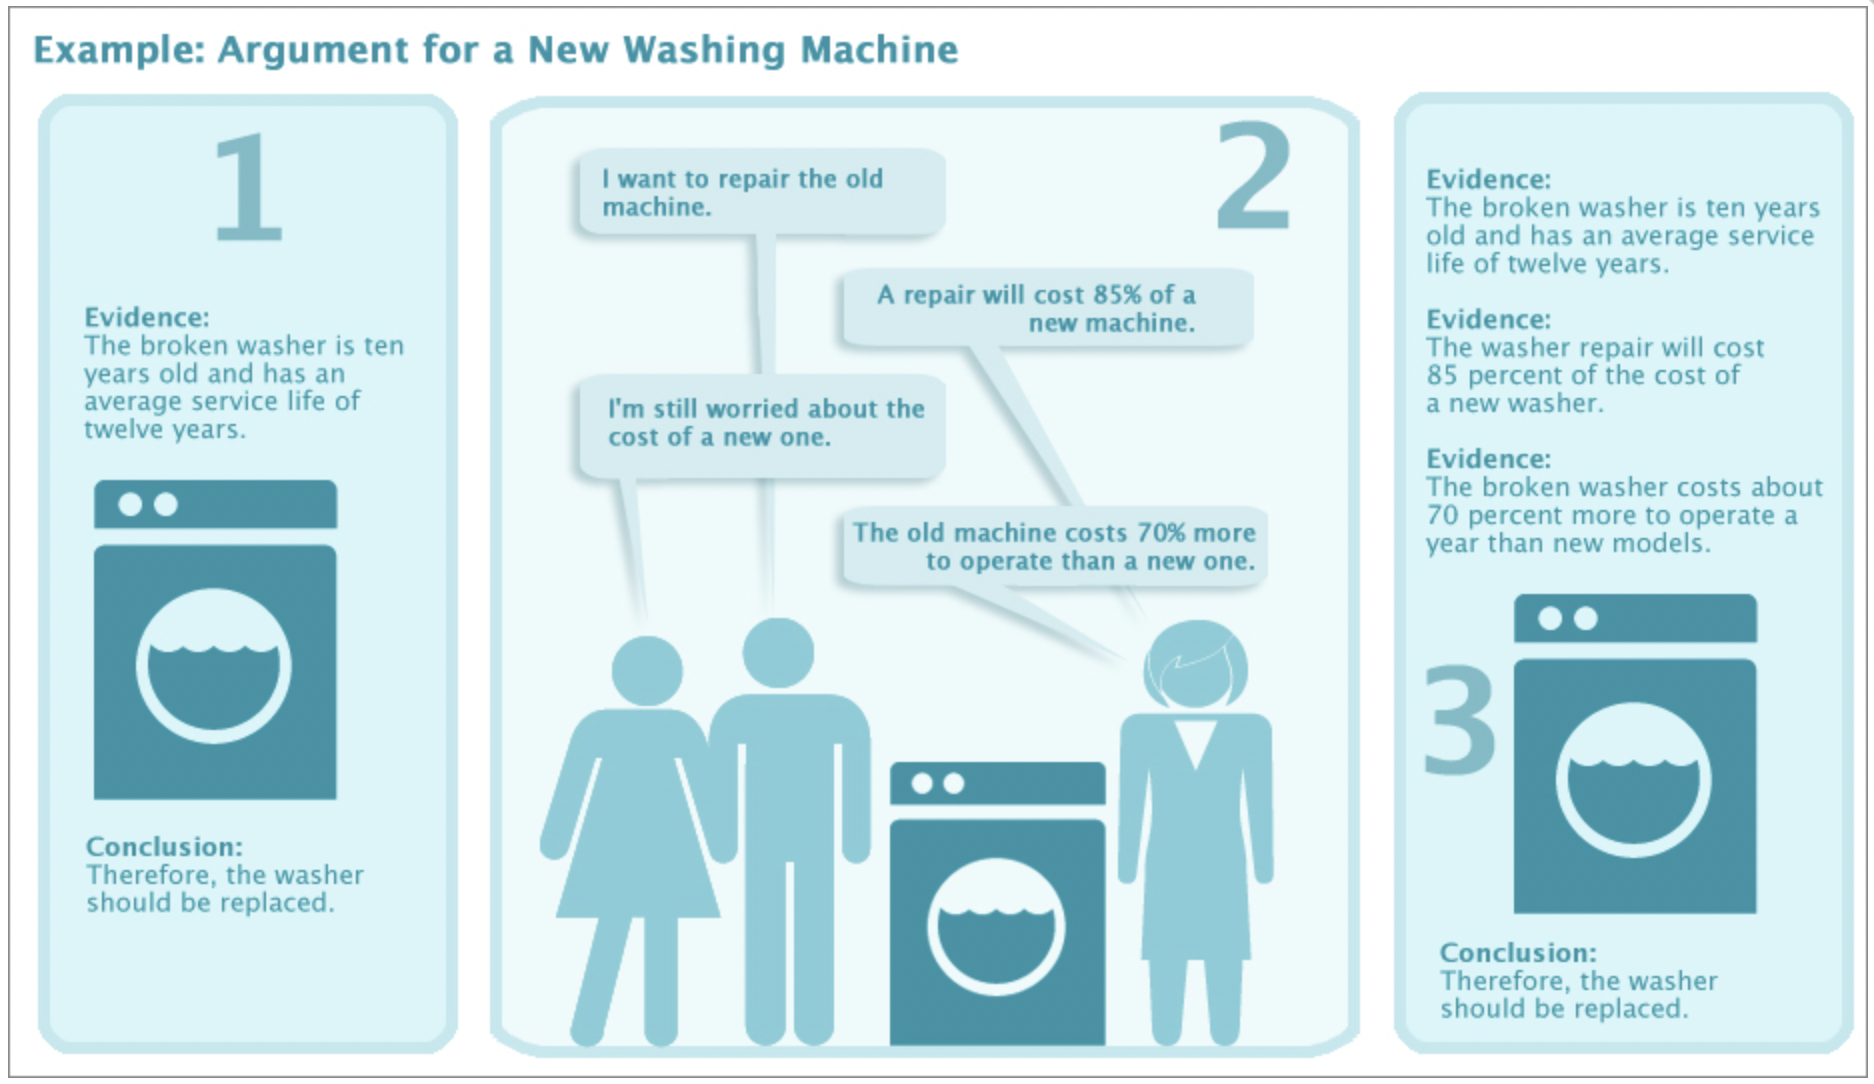 Example: Argument for a New Washing Machine
1
Evidence:
The broken washer is ten
years old and has an
average service life of
twelve years.
Conclusion:
Therefore, the washer
should be replaced.
2
I want to repair the old
machine.
A repair will cost 85% of a
new machine.
I'm still worried about the
cost of a new one.
The old machine costs 70% more
to operate than a new one.
Evidence:
The broken washer is ten years
old and has an average service
life of twelve years.
Evidence:
The washer repair will cost
85 percent of the cost of
a new washer.
Evidence:
The broken washer costs about
70 percent more to operate a
year than new models.
3
Conclusion:
Therefore, the washer
should be replaced.